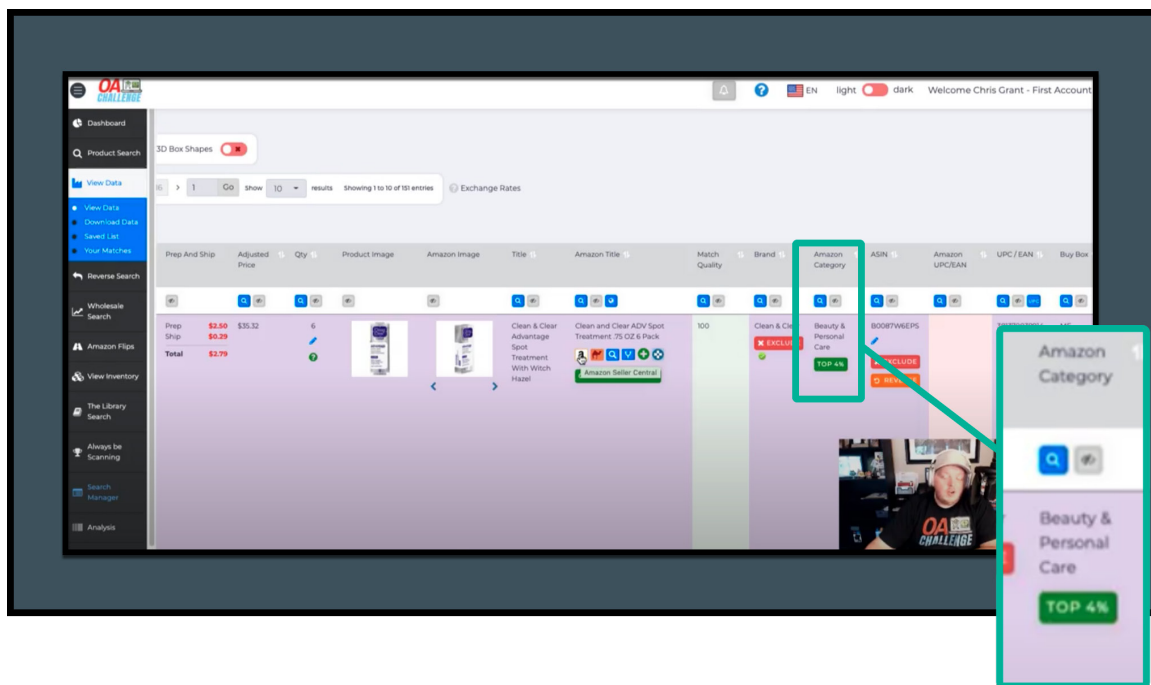 OA
CHALLENGE
EN light dark Welcome Chris Grant - First Account
Dashboard
Product Search
View Data
View Data
Download Data
Saved List
Your Matches
Reverse Search
Wholesale
Search
Amazon Flips
View Inventory
The Library
Search
Always be
Scanning
Search
Manager
Analysis
3D Box Shapes
1 Go Show 10 results Showing 1 to 10 of 151 entries Exchange Rates
Prep And Ship
Adjusted
Price
Qty
Product Image
Amazon Image
Title
Amazon Title
Match
Quality
Brand
Amazon
Category
ASIN
Amazon
UPC/EAN
UPC / EAN
Buy Box
Prep $2.50
Ship $0.29
Total $2.79
$35.32
6
Clean & Clear
Advantage
Spot
Treatment
With Witch
Hazel
Clean and Clear ADV Spot
Treatment .75 OZ 6 Pack
Amazon Seller Central
100
Clean & Cle
EXCLU
Beauty &
Personal
Care
TOP 4%
B0087W6EPS
OA
CHALLENGE
Amazon
Category
Beauty &
Personal
Care
TOP 4%